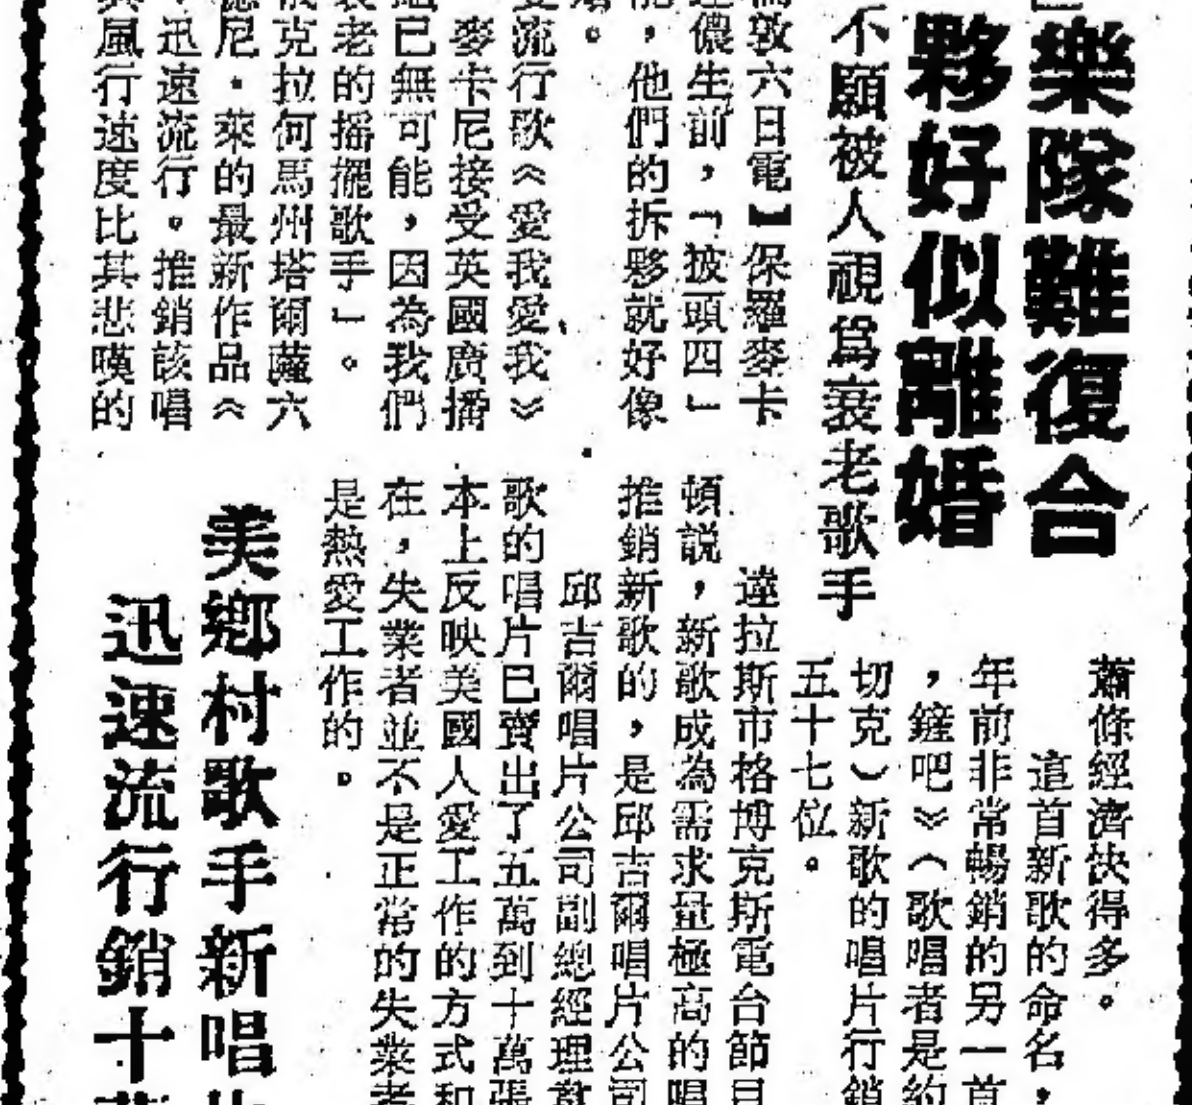 樂隊難復合
夥好似離婚
不願被人視爲衰老歌手
敦六日電】保羅麥卡
儂生前，「披頭四」
，他們的拆夥就好像
。
流行歌《愛我愛我》
麥卡尼接受英國廣播
已無可能，因為我們
老的搖擺歌手」。
克拉何馬州塔爾薩六
尼．萊的最新作品《
迅速流行。推銷該唱
風行速度比其悲嘆的
蕭條經濟快得多。
這首新歌的命名，
年前非常暢銷的另一首
，鏟吧》（歌唱者是約
切克）新歌的唱片行銷
五十七位。
達拉斯市格博克斯電台節目
頓說，新歌成為需求量極高的唱
推銷新歌的，是邱吉爾唱片公司
邱吉爾唱片公司副總經理
歌的唱片已賣出了五萬到十萬張
本上反映美國人愛工作的方式和
在，失業者並不是正常的失業者
是熱愛工作的。
美鄉村歌手新唱
迅速流行銷十